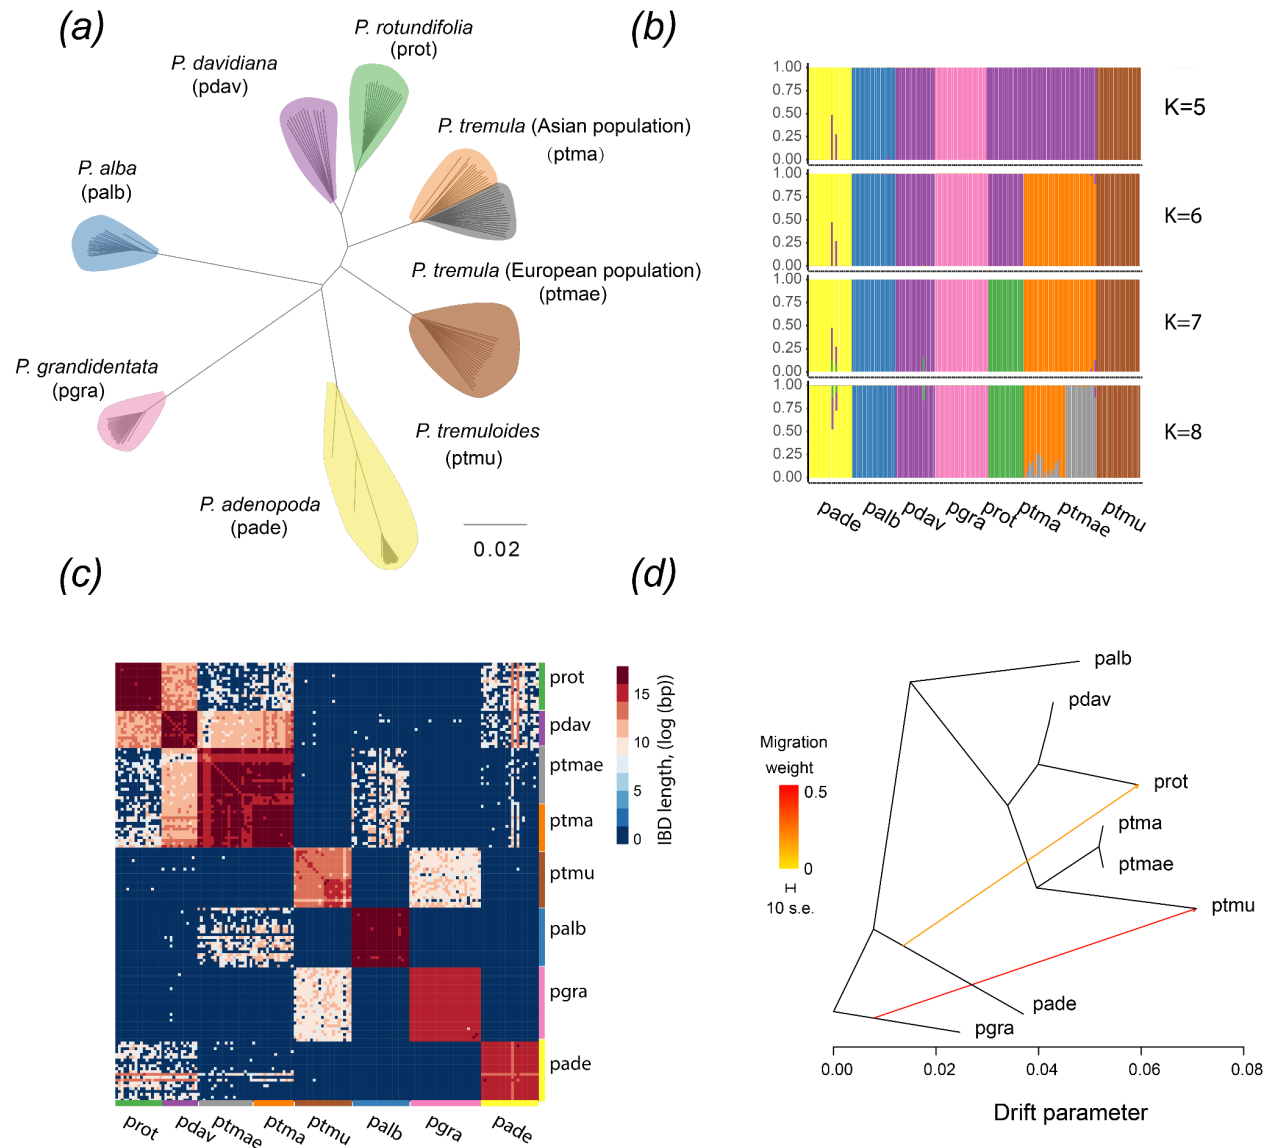 (a)
P. rotundifolia
(prot)
P. davidiana
(pdav)
P. tremula (Asian population)
(ptma)
P. alba
(palb)
P. tremula (European population)
(ptmae)
P. grandidentata
(pgra)
P. tremuloides
(ptmu)
P. adenopoda
(pade)
0.02
(b)
1.00
0.75
0.50
0.25
0.00
K=5
1.00
0.75
0.50
0.25
0.00
K=6
1.00
0.75
0.50
0.25
0.00
K=7
1.00
0.75
0.50
0.25
0.00
K=8
pade palb pdav pgra prot ptma ptmae ptmu
(c)
prot
pdav
ptmae
ptma
ptmu
palb
pgra
pade
prot pdav ptmae ptma ptmu palb pgra pade
15
10
5
0
IBD length, (log (bp))
(d)
palb
pdav
prot
ptma
ptmae
ptmu
pade
pgra
Migration
weight
0.5
0
10 s.e.
0.00 0.02 0.04 0.06 0.08
Drift parameter